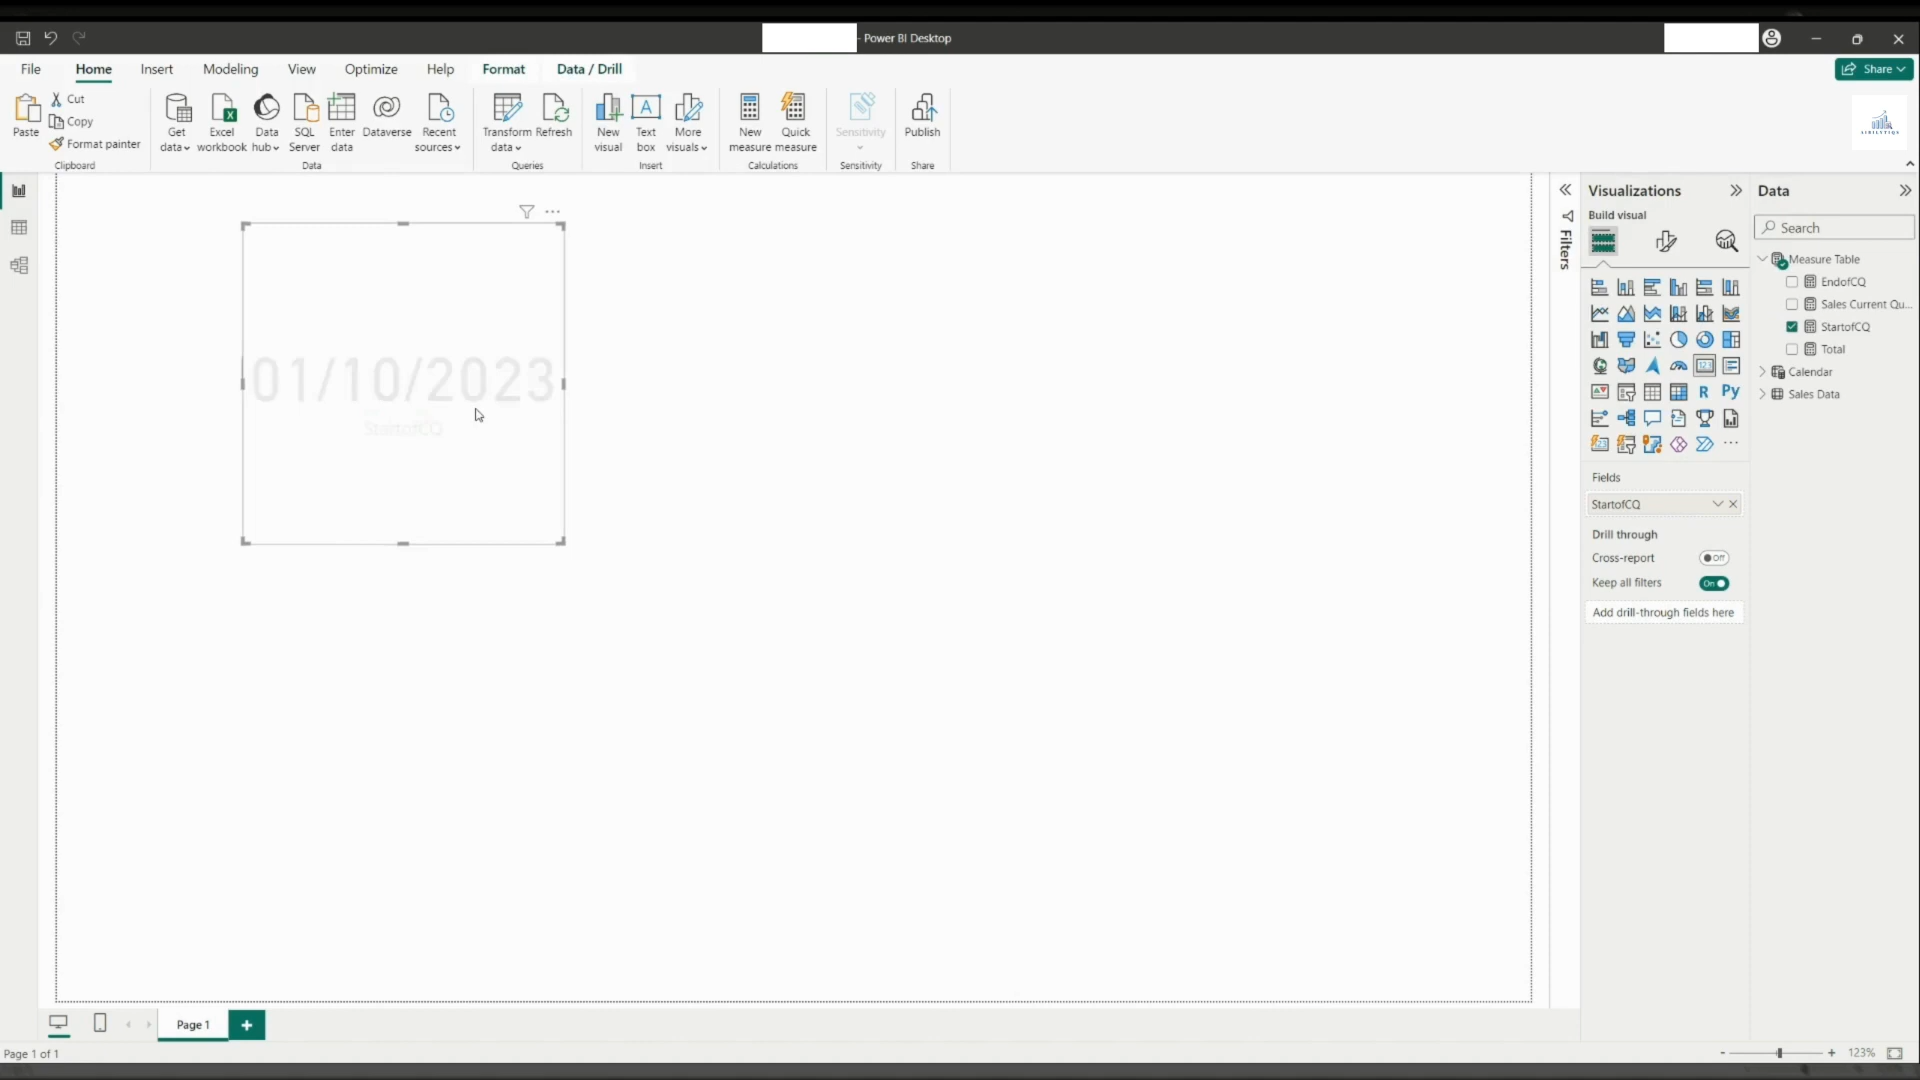 - Power BI Desktop
File Home Insert Modeling View Optimize Help Format Data / Drill Share
Paste
Cut
Copy
Format painter
Clipboard
Get data
Excel workbook
Data hub
SQL Server
Enter data
Dataverse
Recent sources
Data
Transform data
Refresh
Queries
New visual
Text box
More visuals
Insert
New measure
Quick measure
Calculations
Sensitivity
Sensitivity
Publish
Share
01/10/2023
StartofCQ
Filters
Visualizations
Build visual
123
R
Py
123
Fields
StartofCQ
Drill through
Cross-report Off
Keep all filters On
Add drill-through fields here
Data
Search
Measure Table
EndofCQ
Sales Current Qu...
StartofCQ
Total
Calendar
Sales Data
Page 1
Page 1 of 1
- + 123%